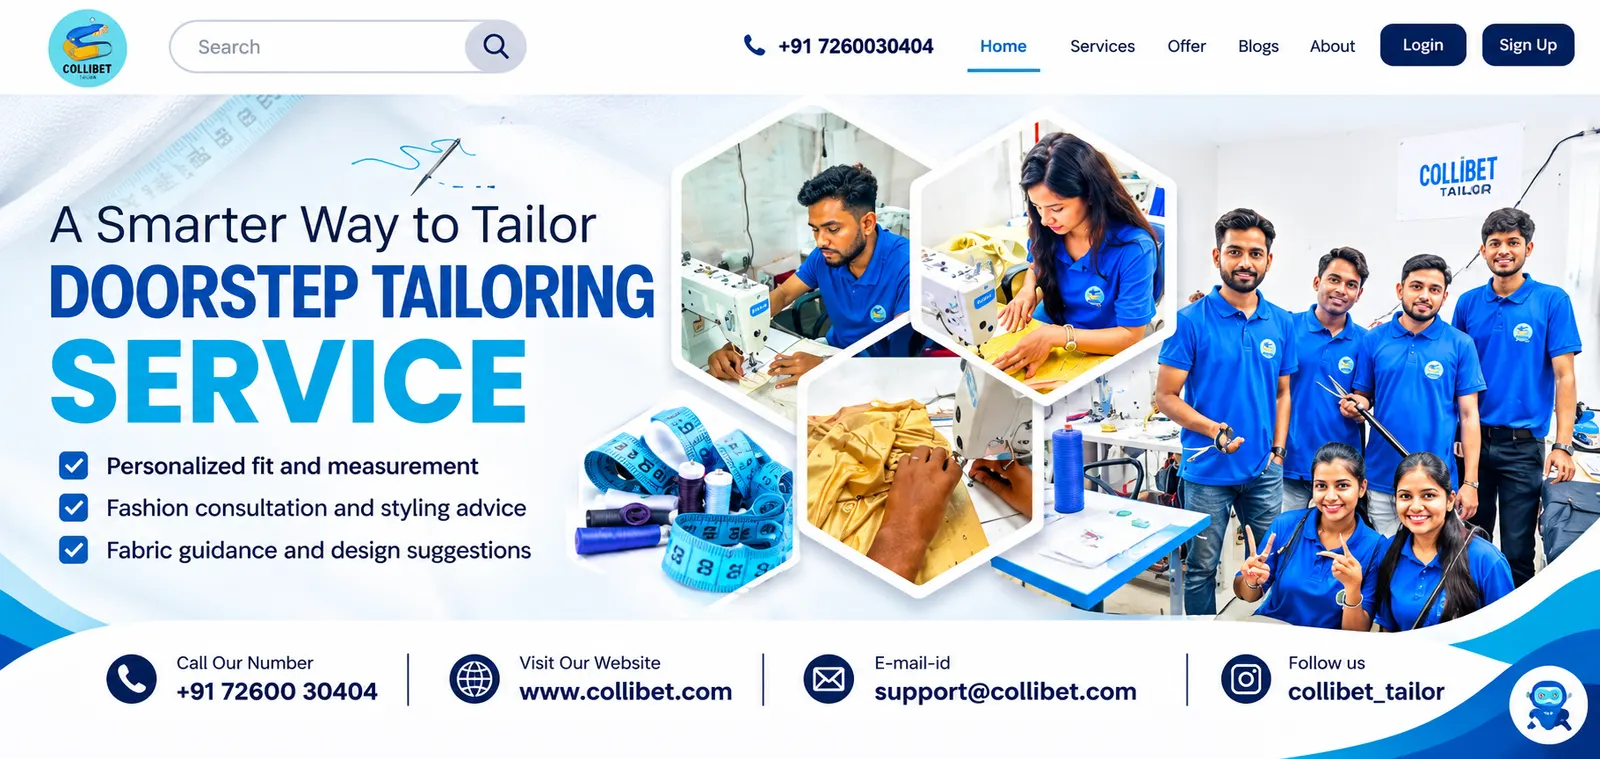 COLLIBET
TAILOR
Search
+91 7260030404
Home
Services
Offer
Blogs
About
Login
Sign Up
A Smarter Way to Tailor
DOORSTEP TAILORING
SERVICE
Personalized fit and measurement
Fashion consultation and styling advice
Fabric guidance and design suggestions
COLLIBET
TAILOR
Call Our Number
+91 72600 30404
Visit Our Website
www.collibet.com
E-mail-id
support@collibet.com
Follow us
collibet_tailor